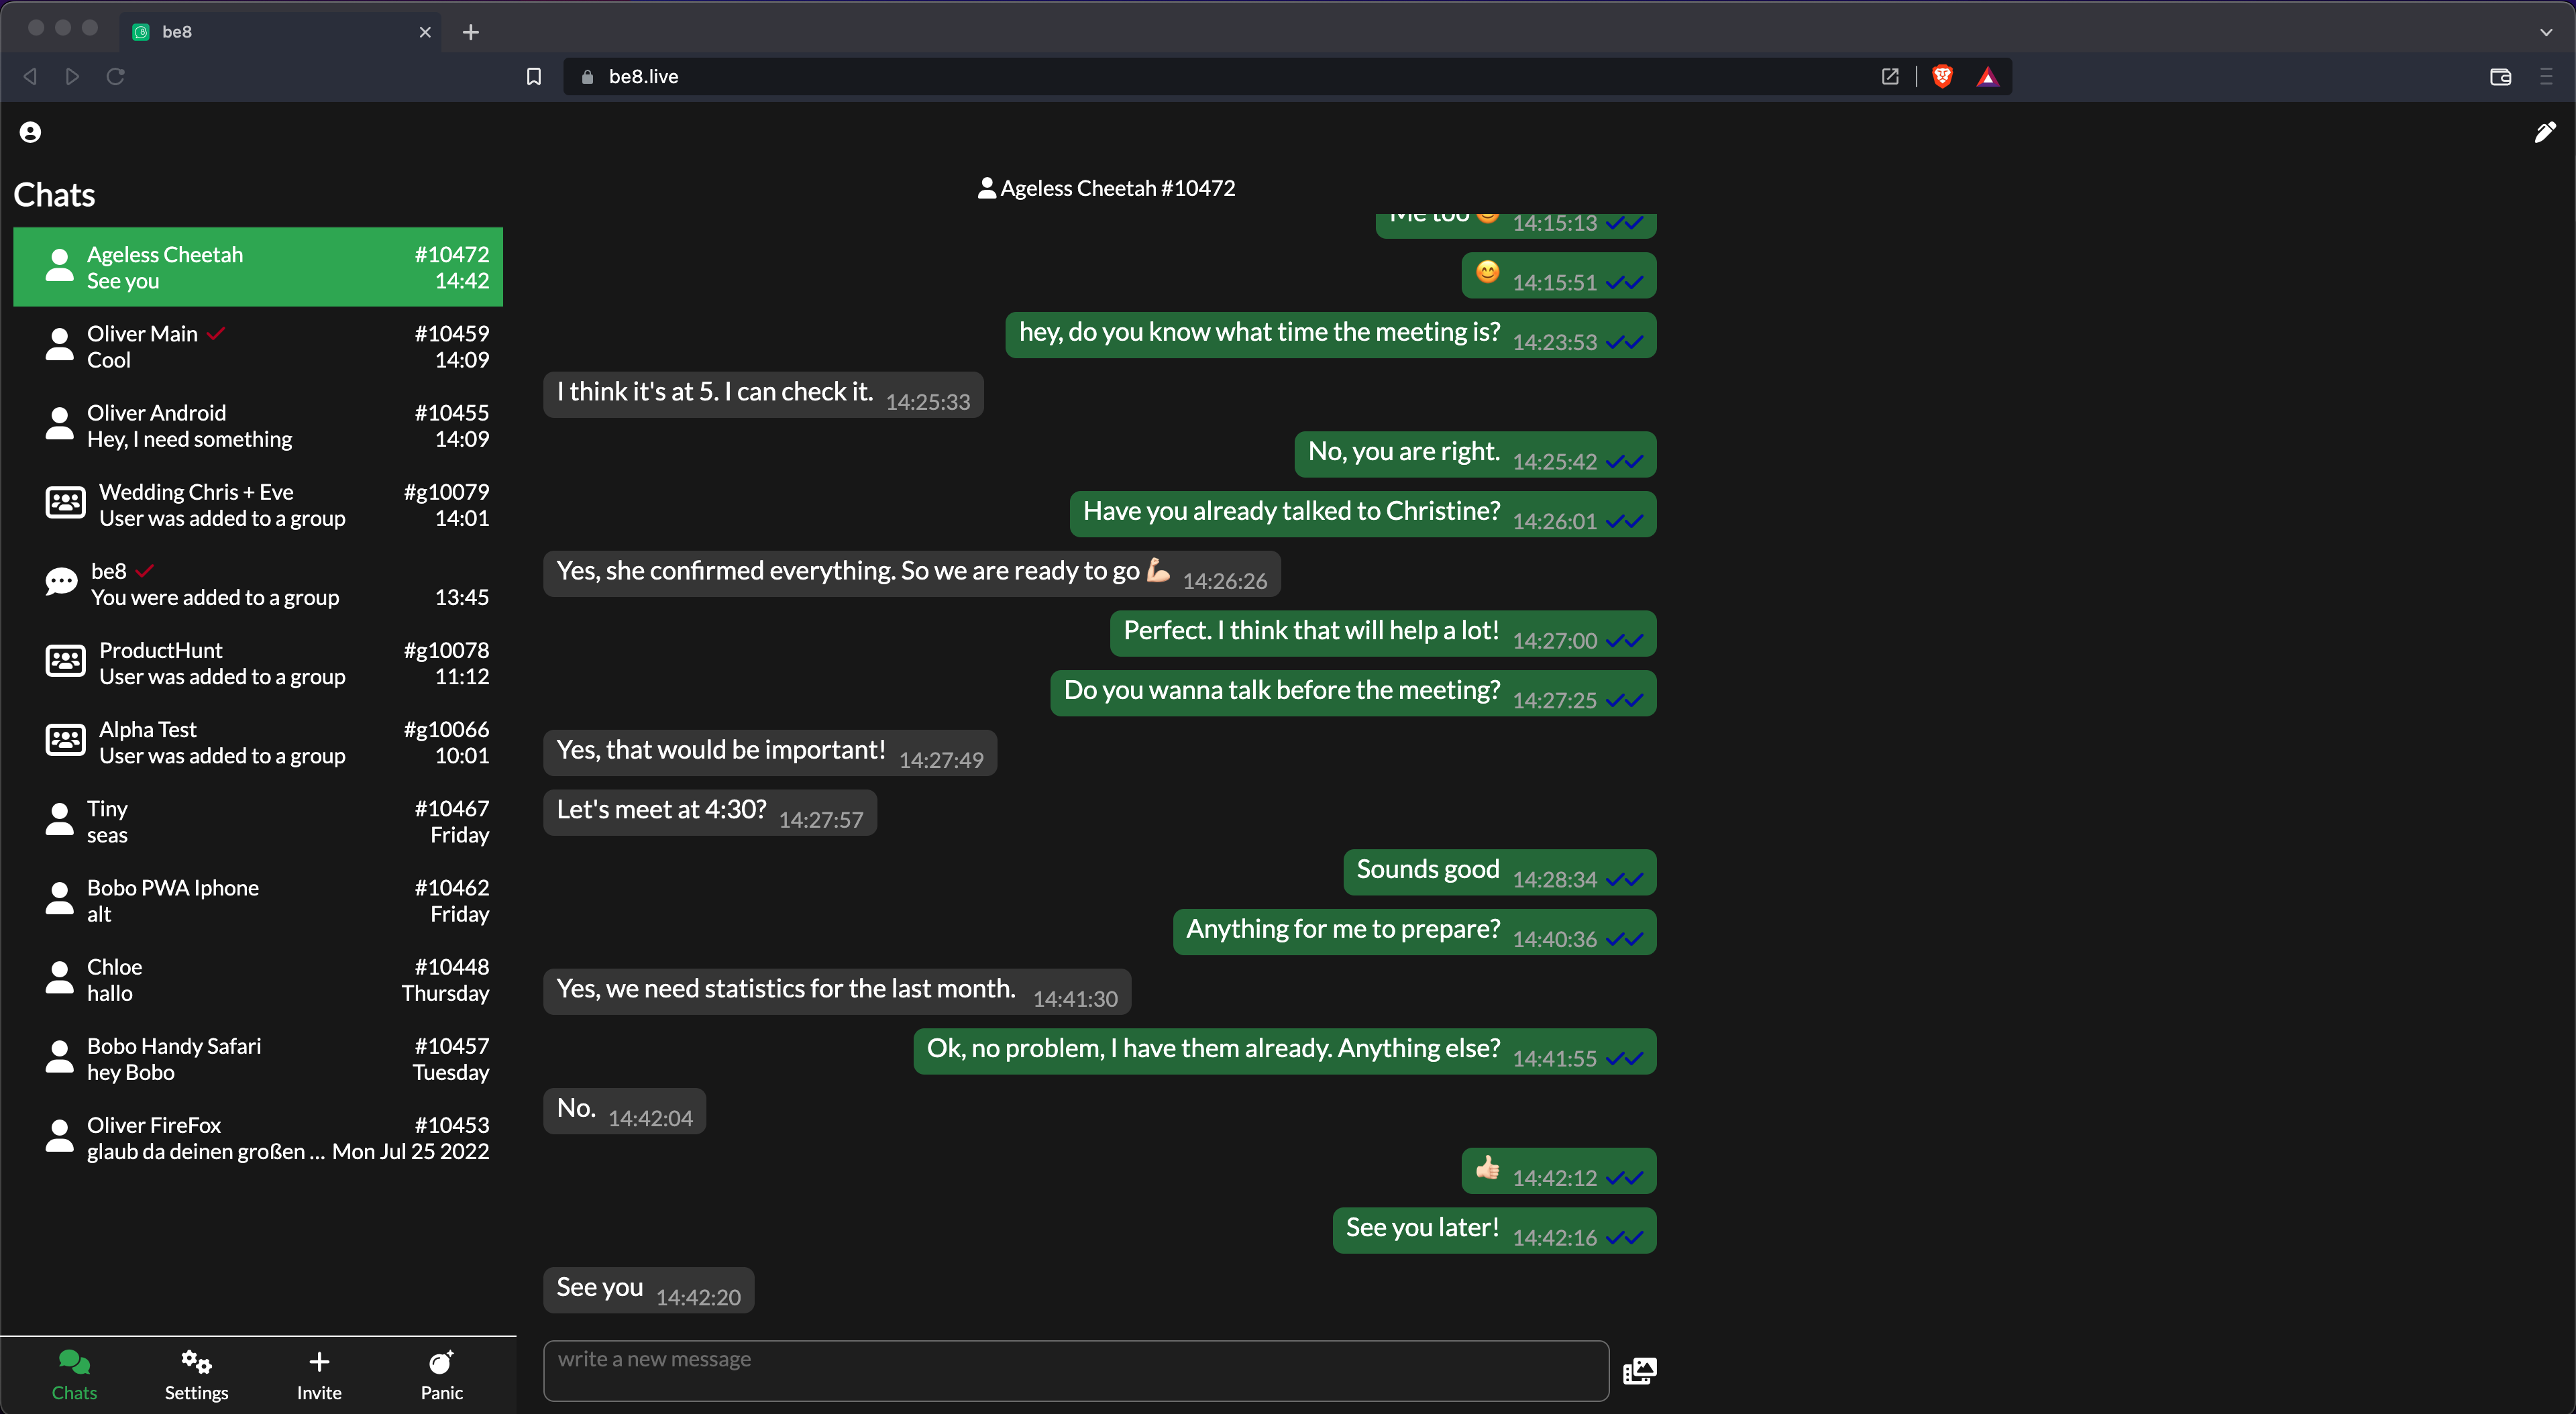 be8
be8.live
Chats
Ageless Cheetah #10472
See you 14:42
Oliver Main #10459
Cool 14:09
Oliver Android #10455
Hey, I need something 14:09
Wedding Chris + Eve #g10079
User was added to a group 14:01
be8
You were added to a group 13:45
ProductHunt #g10078
User was added to a group 11:12
Alpha Test #g10066
User was added to a group 10:01
Tiny #10467
seas Friday
Bobo PWA Iphone #10462
alt Friday
Chloe #10448
hallo Thursday
Bobo Handy Safari #10457
hey Bobo Tuesday
Oliver FireFox #10453
glaub da deinen großen ... Mon Jul 25 2022
Chats Settings Invite Panic
Ageless Cheetah #10472
Me too 😊 14:15:13
😊 14:15:51
hey, do you know what time the meeting is? 14:23:53
I think it's at 5. I can check it. 14:25:33
No, you are right. 14:25:42
Have you already talked to Christine? 14:26:01
Yes, she confirmed everything. So we are ready to go 💪🏻 14:26:26
Perfect. I think that will help a lot! 14:27:00
Do you wanna talk before the meeting? 14:27:25
Yes, that would be important! 14:27:49
Let's meet at 4:30? 14:27:57
Sounds good 14:28:34
Anything for me to prepare? 14:40:36
Yes, we need statistics for the last month. 14:41:30
Ok, no problem, I have them already. Anything else? 14:41:55
No. 14:42:04
👍🏻 14:42:12
See you later! 14:42:16
See you 14:42:20
write a new message